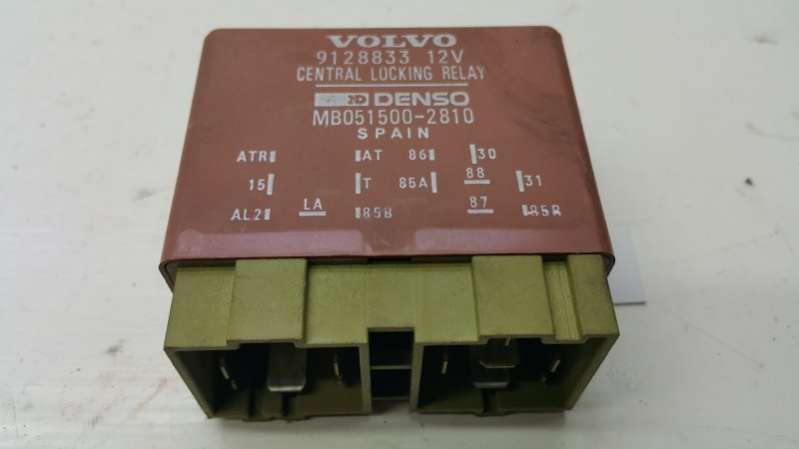 VOLVO
9128833 12V
CENTRAL LOCKING RELAY
DENSO
MB051500-2810
SPAIN
ATR AT 86 30
15 T 85A 88 31
AL2 LA 85B 87 85R